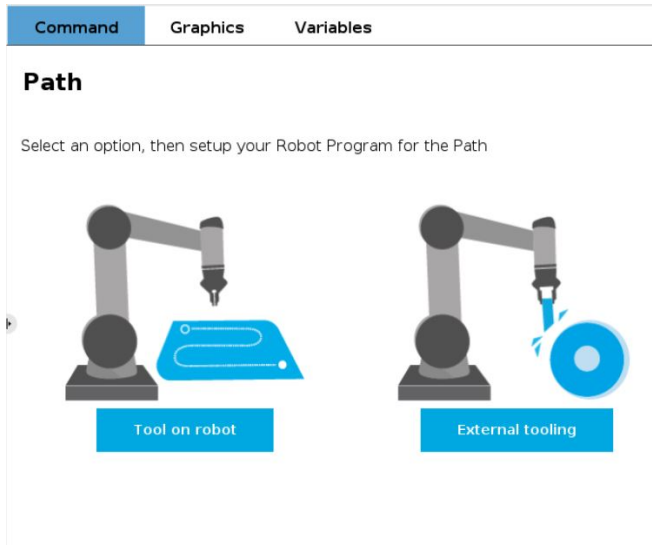 Command Graphics Variables
Path
Select an option, then setup your Robot Program for the Path
Tool on robot External tooling